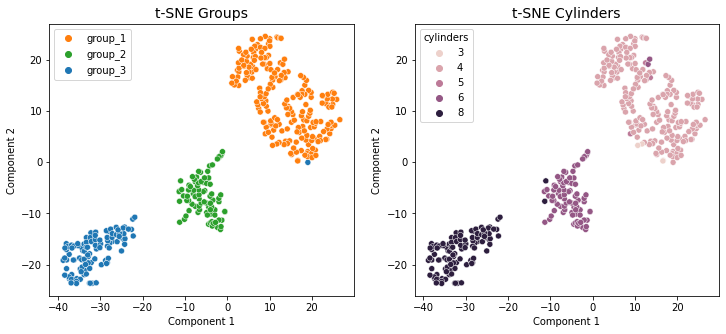 t-SNE Groups
group_1
group_2
group_3
20
10
0
−10
−20
Component 2
−40
−30
−20
−10
0
10
20
Component 1
t-SNE Cylinders
cylinders
3
4
5
6
8
20
10
0
−10
−20
Component 2
−40
−30
−20
−10
0
10
20
Component 1